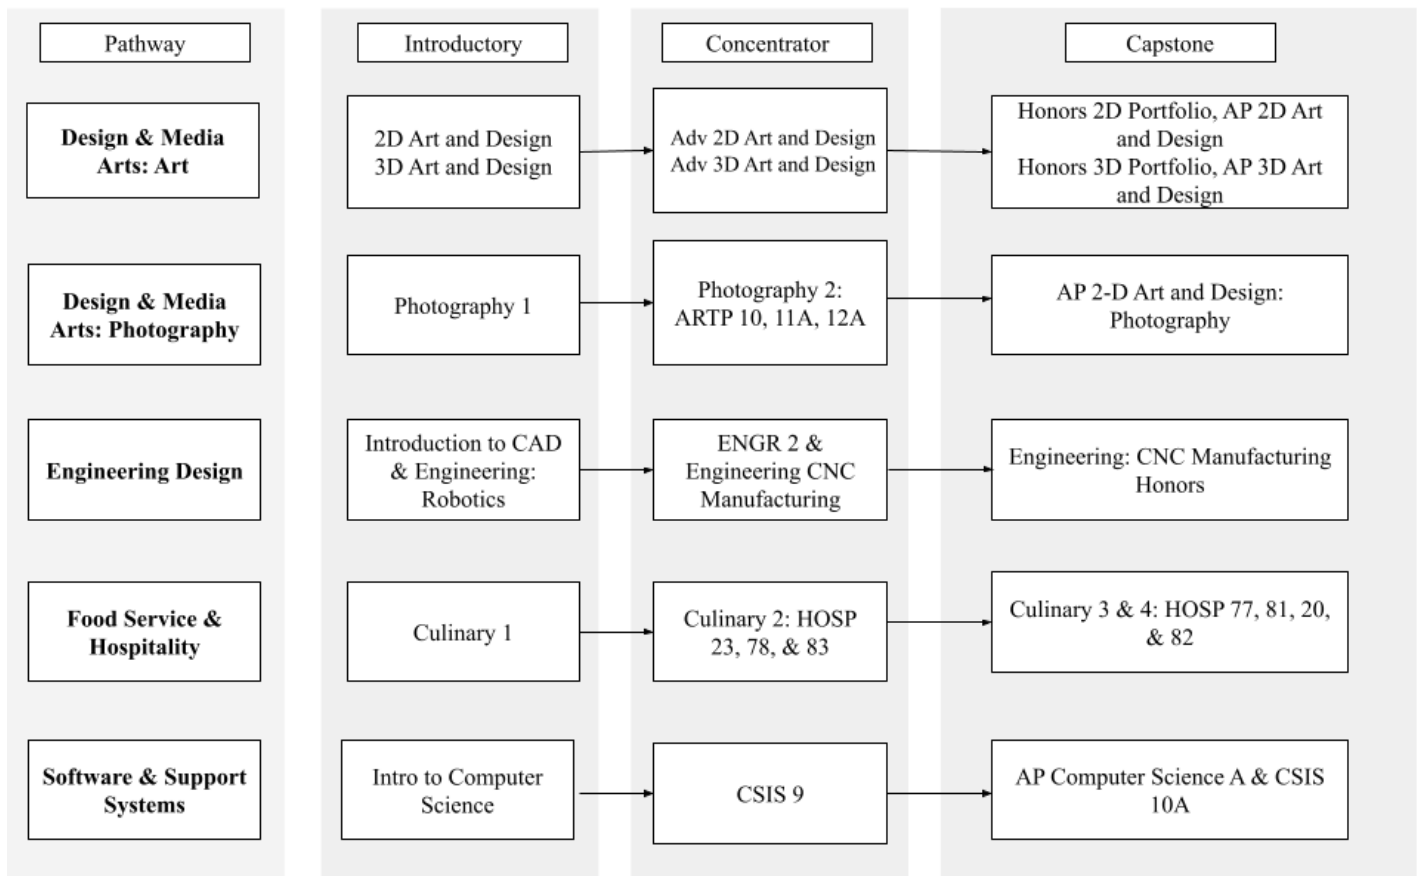 Pathway
Introductory
Concentrator
Capstone
Design & Media
Arts: Art
2D Art and Design
3D Art and Design
Adv 2D Art and Design
Adv 3D Art and Design
Honors 2D Portfolio, AP 2D Art
and Design
Honors 3D Portfolio, AP 3D Art
and Design
Design & Media
Arts: Photography
Photography 1
Photography 2:
ARTP 10, 11A, 12A
AP 2-D Art and Design:
Photography
Engineering Design
Introduction to CAD
& Engineering:
Robotics
ENGR 2 &
Engineering CNC
Manufacturing
Engineering: CNC Manufacturing
Honors
Food Service &
Hospitality
Culinary 1
Culinary 2: HOSP
23, 78, & 83
Culinary 3 & 4: HOSP 77, 81, 20,
& 82
Software & Support
Systems
Intro to Computer
Science
CSIS 9
AP Computer Science A & CSIS
10A